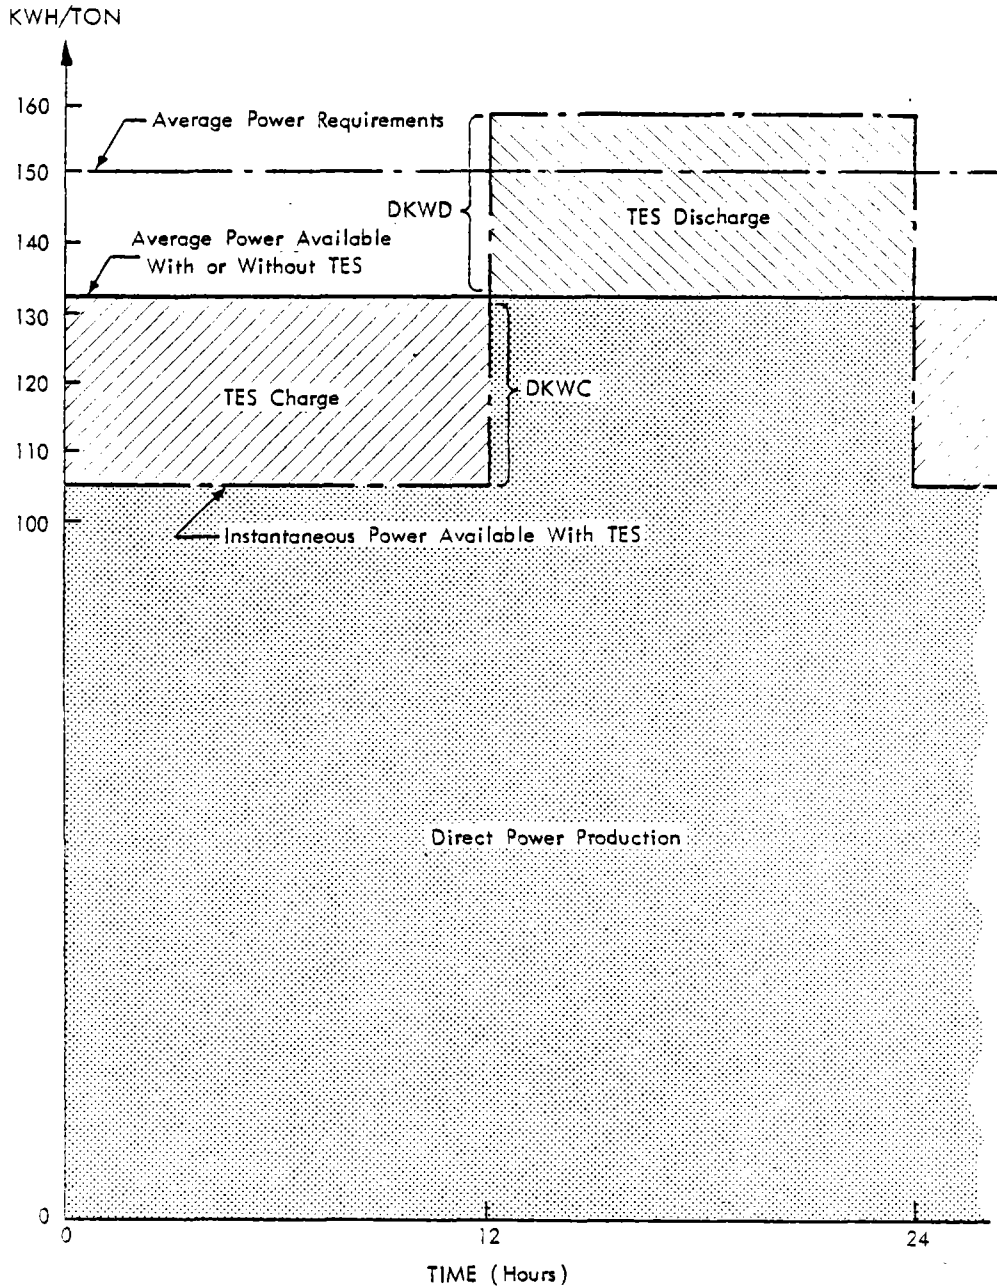 KWH/TON
160
Average Power Requirements
150
DKWD
TES Discharge
140
Average Power Available
With or Without TES
130
120
TES Charge
DKWC
110
100
Instantaneous Power Available With TES
Direct Power Production
0
0
12
24
TIME (Hours)